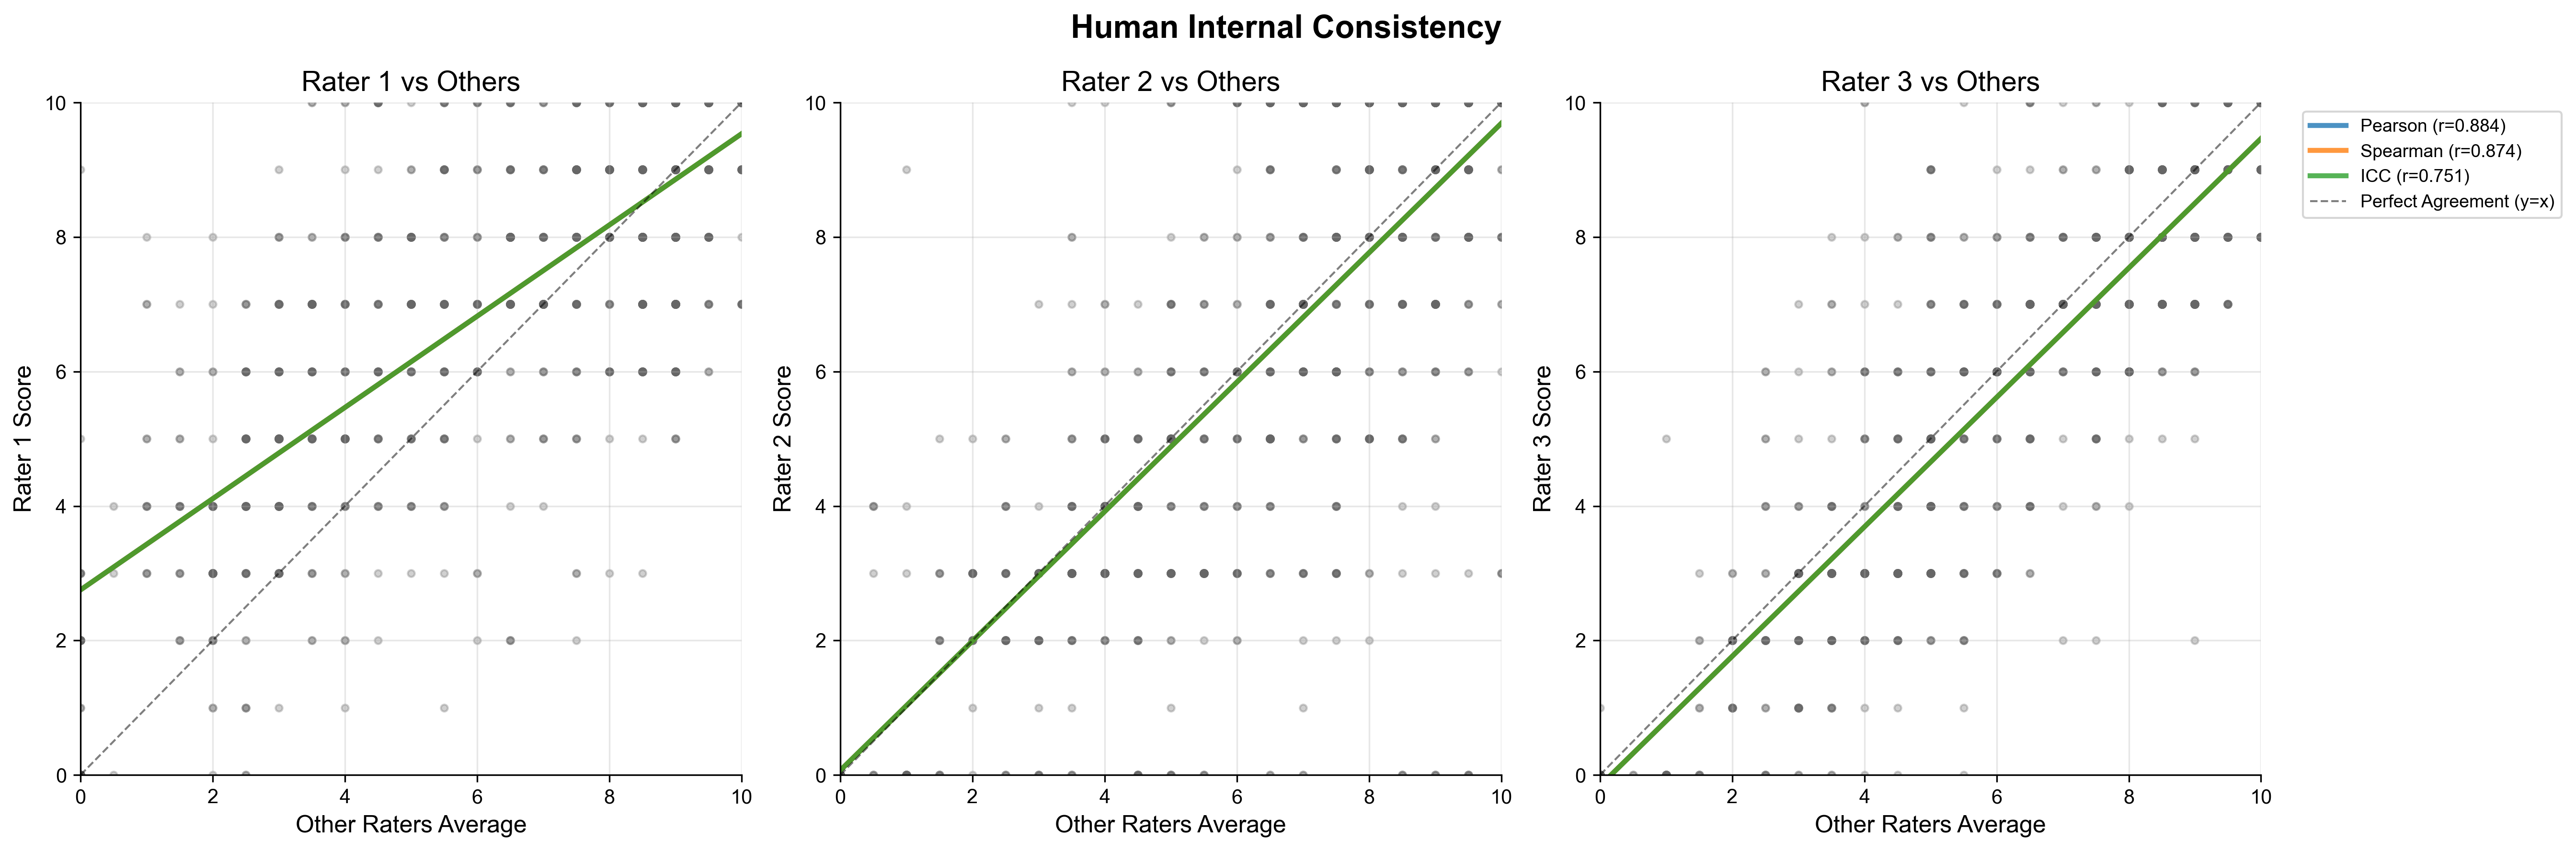 Human Internal Consistency
Rater 1 vs Others
Rater 1 Score
10
8
6
4
2
0
0 2 4 6 8 10
Other Raters Average
Rater 2 vs Others
Rater 2 Score
10
8
6
4
2
0
0 2 4 6 8 10
Other Raters Average
Rater 3 vs Others
Rater 3 Score
10
8
6
4
2
0
0 2 4 6 8 10
Other Raters Average
Pearson (r=0.884)
Spearman (r=0.874)
ICC (r=0.751)
Perfect Agreement (y=x)